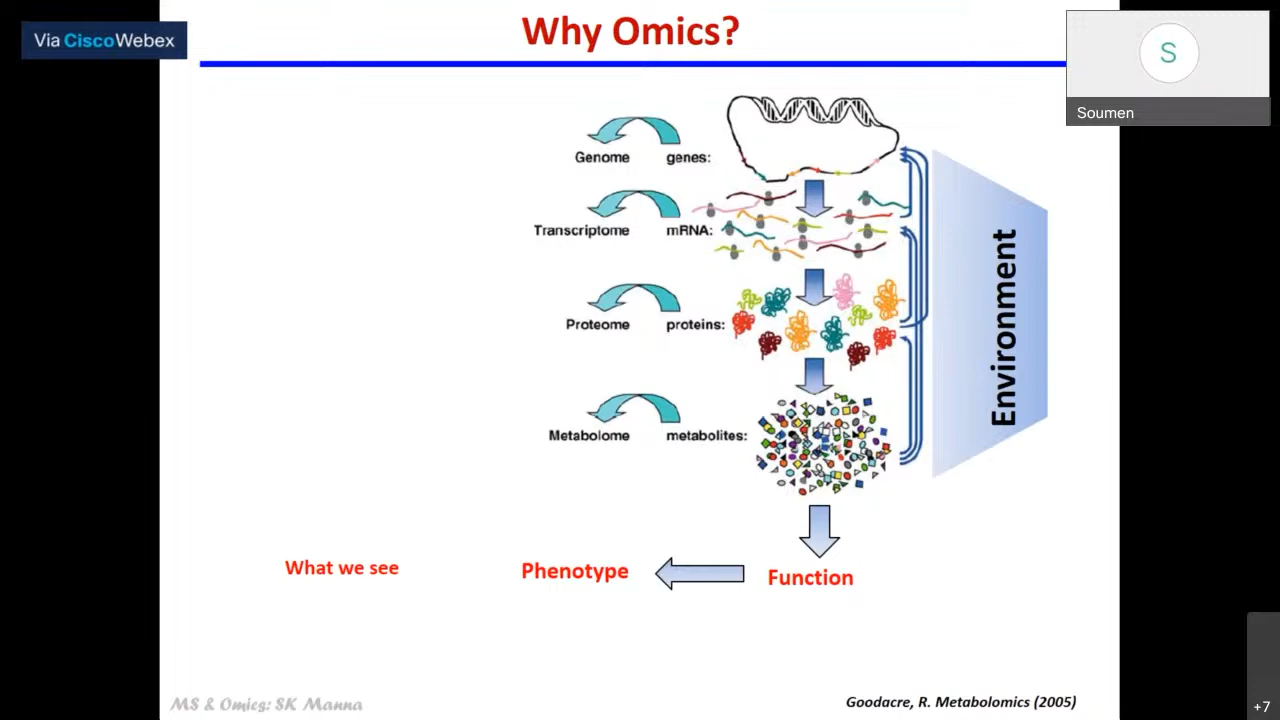 Via CiscoWebex
Why Omics?
S
Soumen
Genome genes:
Transcriptome mRNA:
Proteome proteins:
Metabolome metabolites:
Environment
What we see Phenotype Function
MS & Omics: SK Manna
Goodacre, R. Metabolomics (2005)
+7